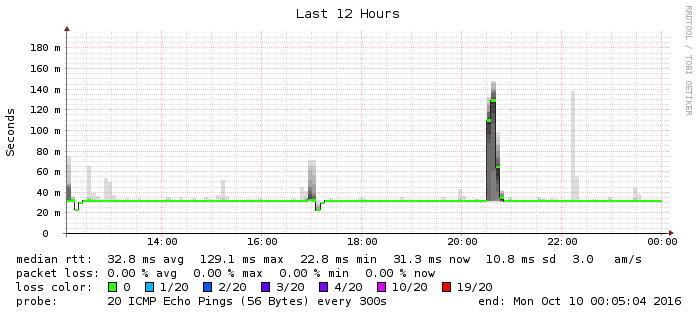 Last 12 Hours
RRDTOOL / TOBI OETIKER
Seconds
180 m
160 m
140 m
120 m
100 m
80 m
60 m
40 m
20 m
0
14:00 16:00 18:00 20:00 22:00 00:00
median rtt: 32.8 ms avg 129.1 ms max 22.8 ms min 31.3 ms now 10.8 ms sd 3.0 am/s
packet loss: 0.00 % avg 0.00 % max 0.00 % min 0.00 % now
loss color: 0 1/20 2/20 3/20 4/20 10/20 19/20
probe: 20 ICMP Echo Pings (56 Bytes) every 300s end: Mon Oct 10 00:05:04 2016